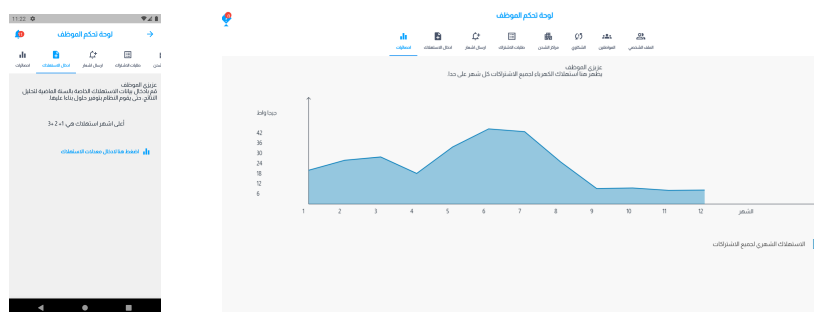 11:22
لوحة تحكم الموظف
شحن
طلبات الاشتراك
ارسال اشعار
ادخال الاستهلاك
احصائيات
عزيزي الموظف
قم بإدخال بيانات الاستهلاك الخاصة بالسنة الماضية لتحليل
النتائج، حتى يقوم النظام بتوفير حلول بناءا عليها.
أعلى اشهر استهلاك هي: 1، 2، 3
اضغط هنا لادخال معدلات الاستهلاك
لوحة تحكم الموظف
الملف الشخصي
المواطنون
الشكاوي
مراكز الشحن
طلبات الاشتراك
ارسال اشعار
ادخال الاستهلاك
احصائيات
عزيزي الموظف
يظهر هنا استهلاك الكهرباء لجميع الاشتراكات كل شهر على حدا.
جيجا واط
42
36
30
24
18
12
6
1 2 3 4 5 6 7 8 9 10 11 12 الشهر
الاستهلاك الشهري لجميع الاشتراكات